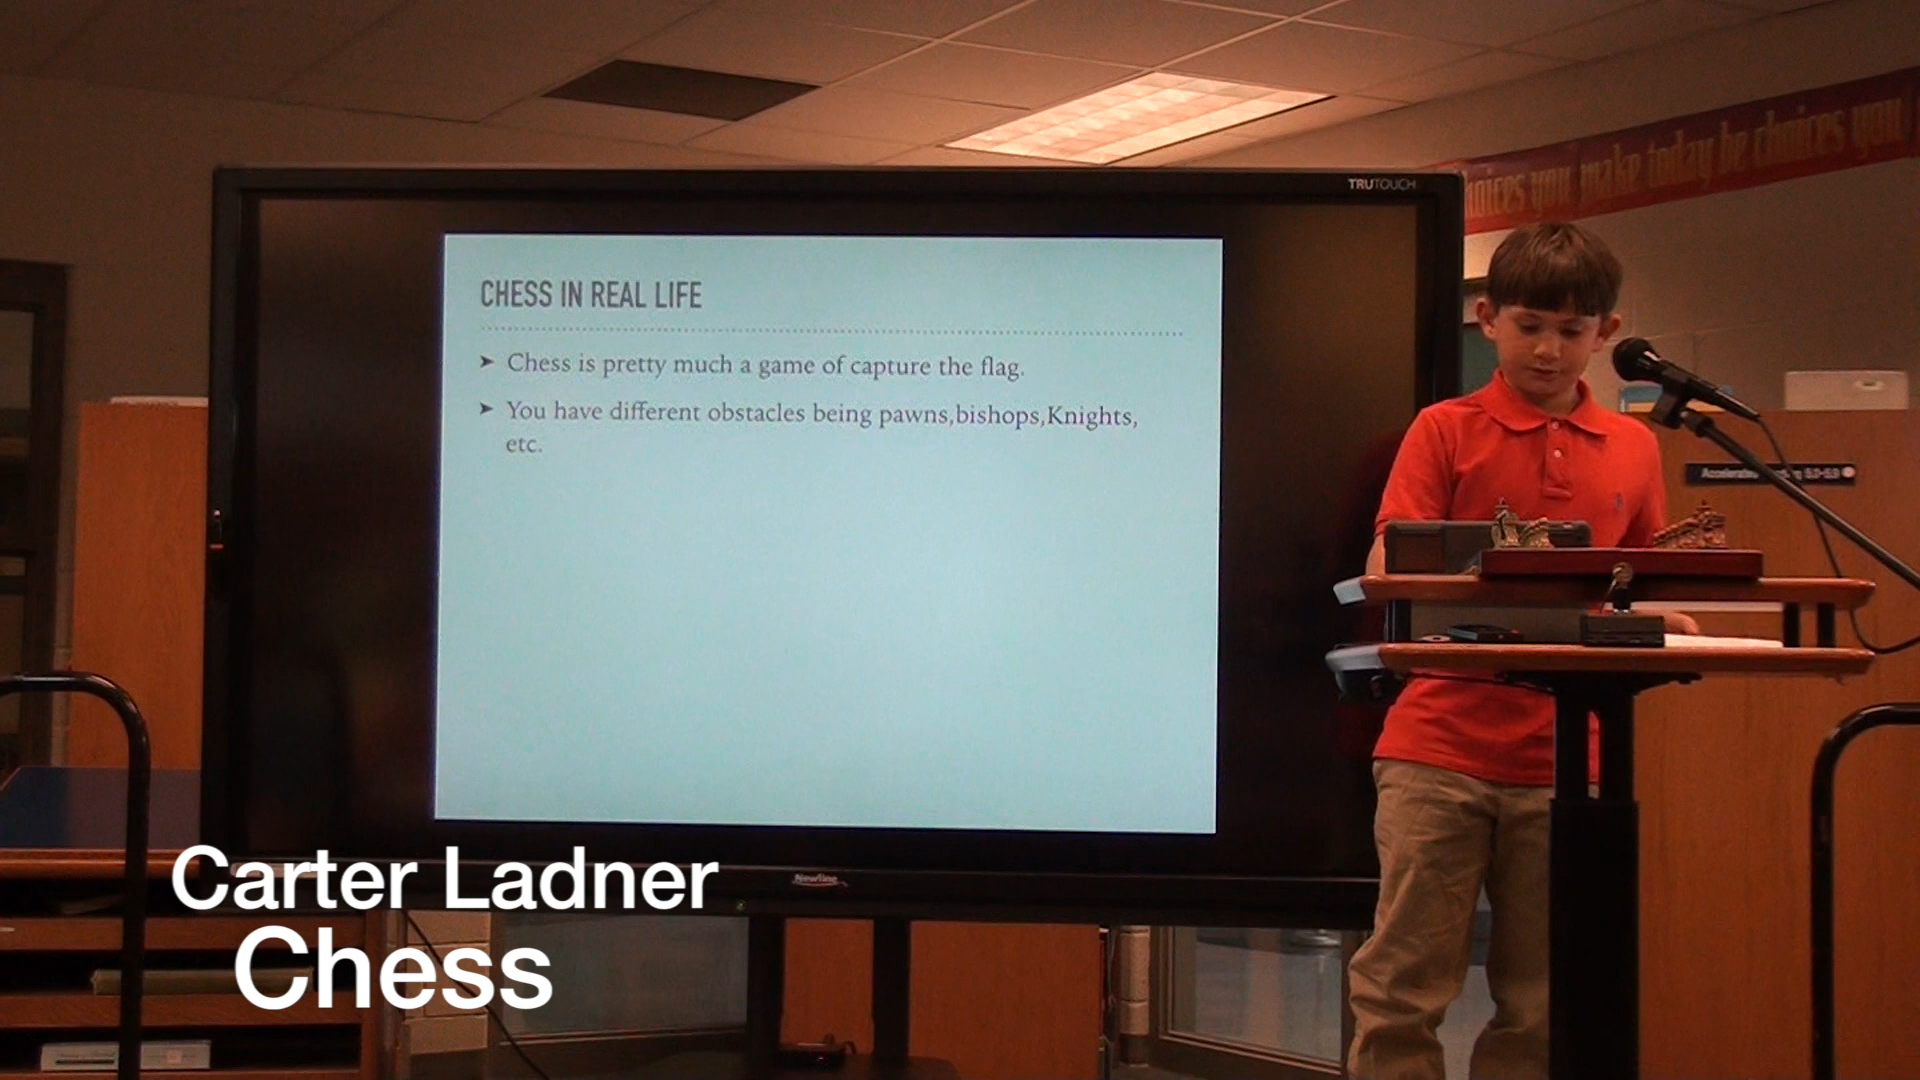 TRUTOUCH
choices you make today be choices you
CHESS IN REAL LIFE
➤ Chess is pretty much a game of capture the flag.
➤ You have different obstacles being pawns,bishops,Knights,
etc.
Newline
Carter Ladner
Chess